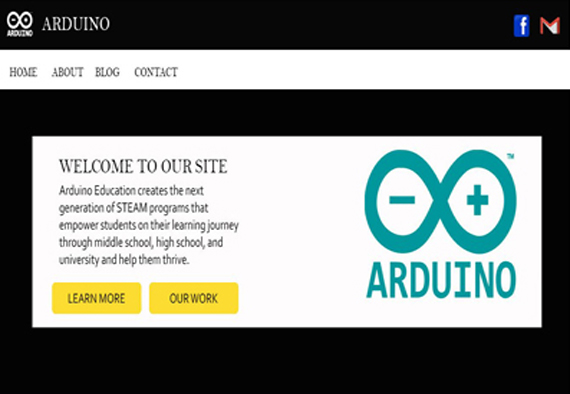 ARDUINO
ARDUINO
f
HOME ABOUT BLOG CONTACT
WELCOME TO OUR SITE
Arduino Education creates the next
generation of STEAM programs that
empower students on their learning journey
through middle school, high school, and
university and help them thrive.
LEARN MORE
OUR WORK
TM
ARDUINO